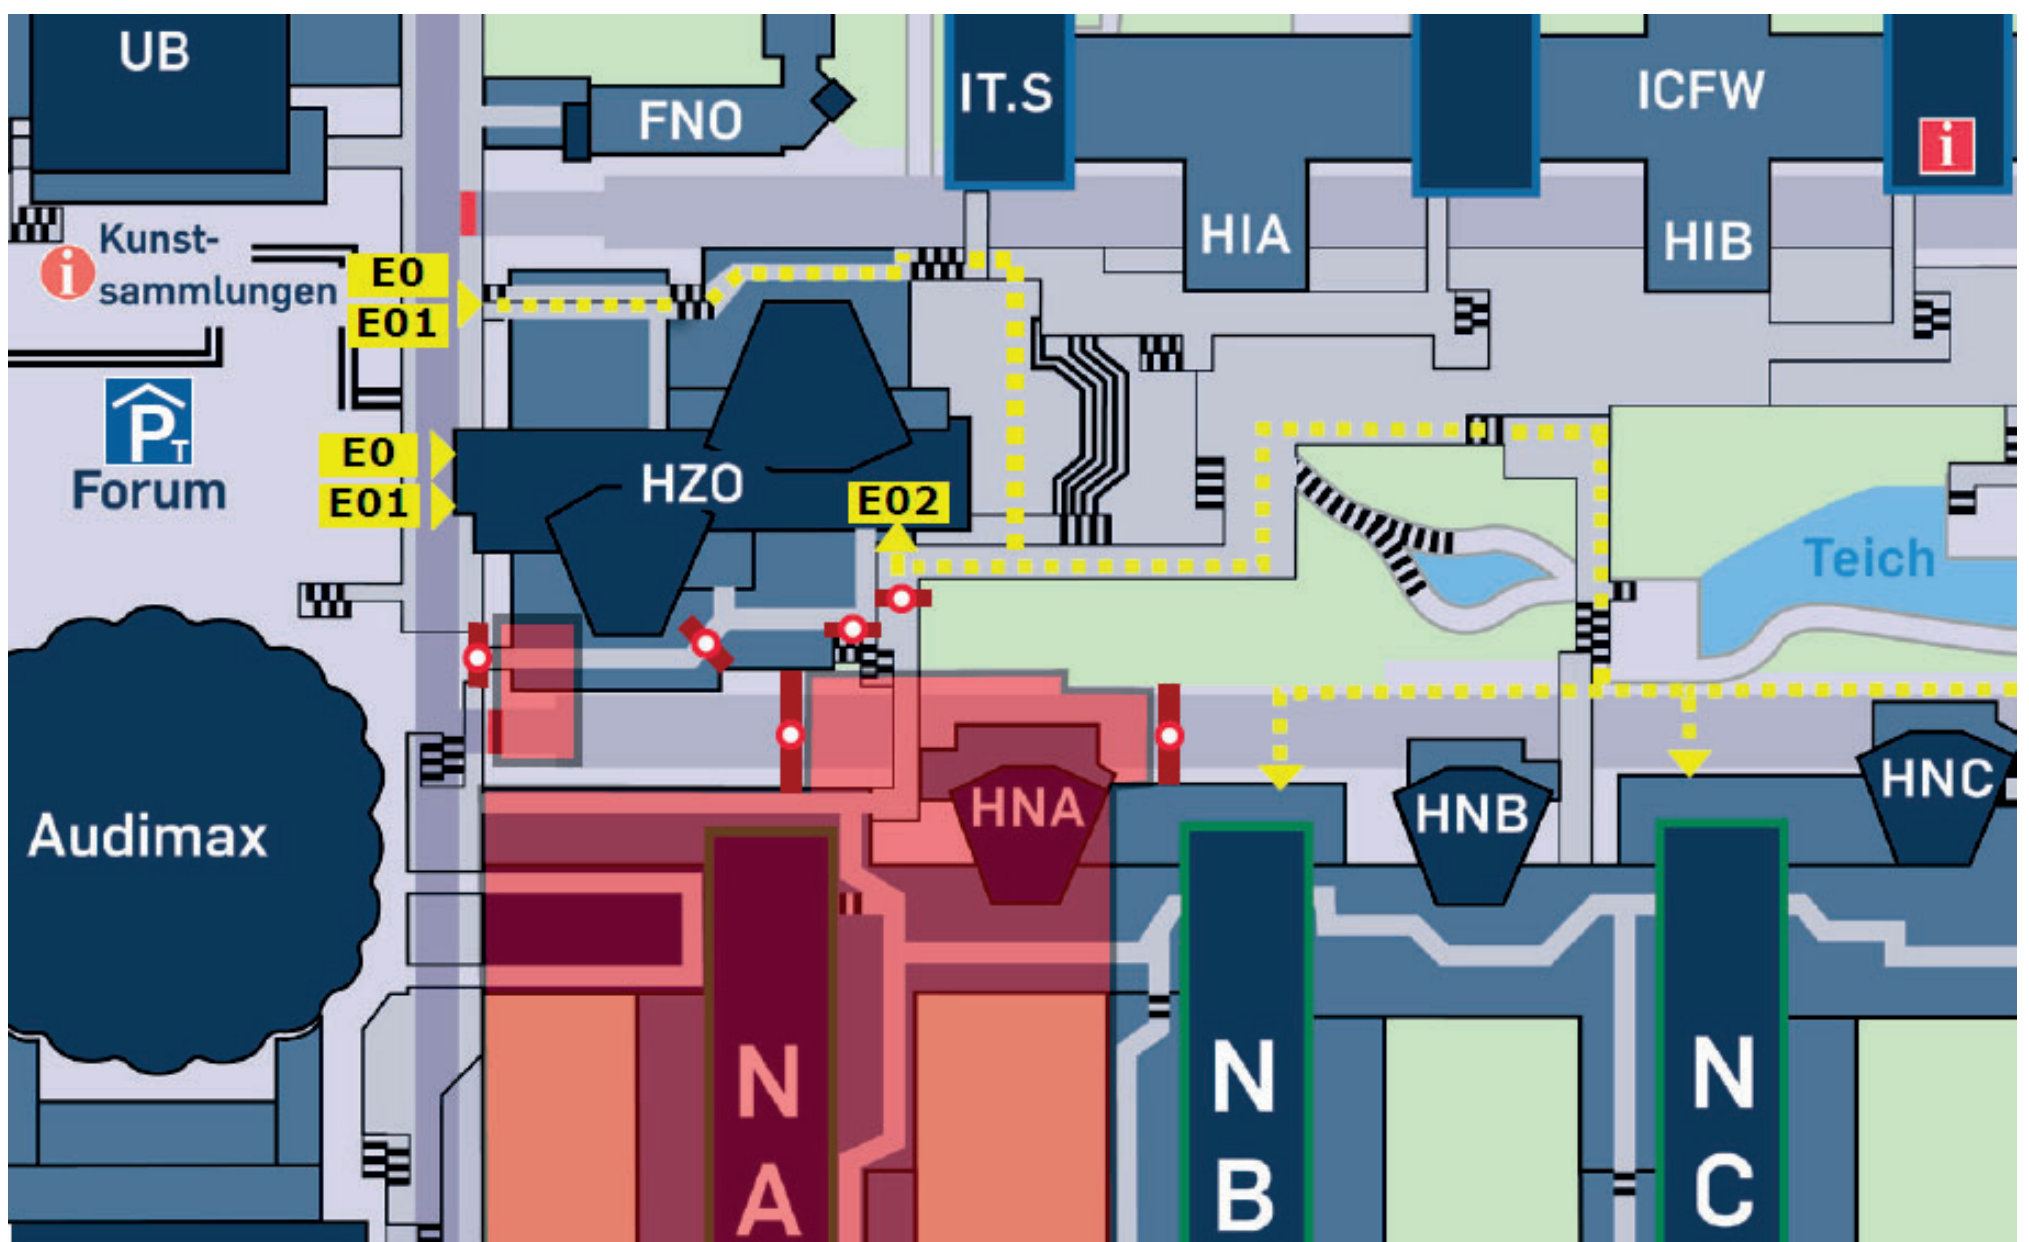 UB
FNO
IT.S
ICFW
i
HIA
HIB
i
Kunst-
sammlungen
E0
E01
PT
Forum
E0
E01
HZO
E02
Teich
Audimax
HNA
HNB
HNC
N
A
N
B
N
C